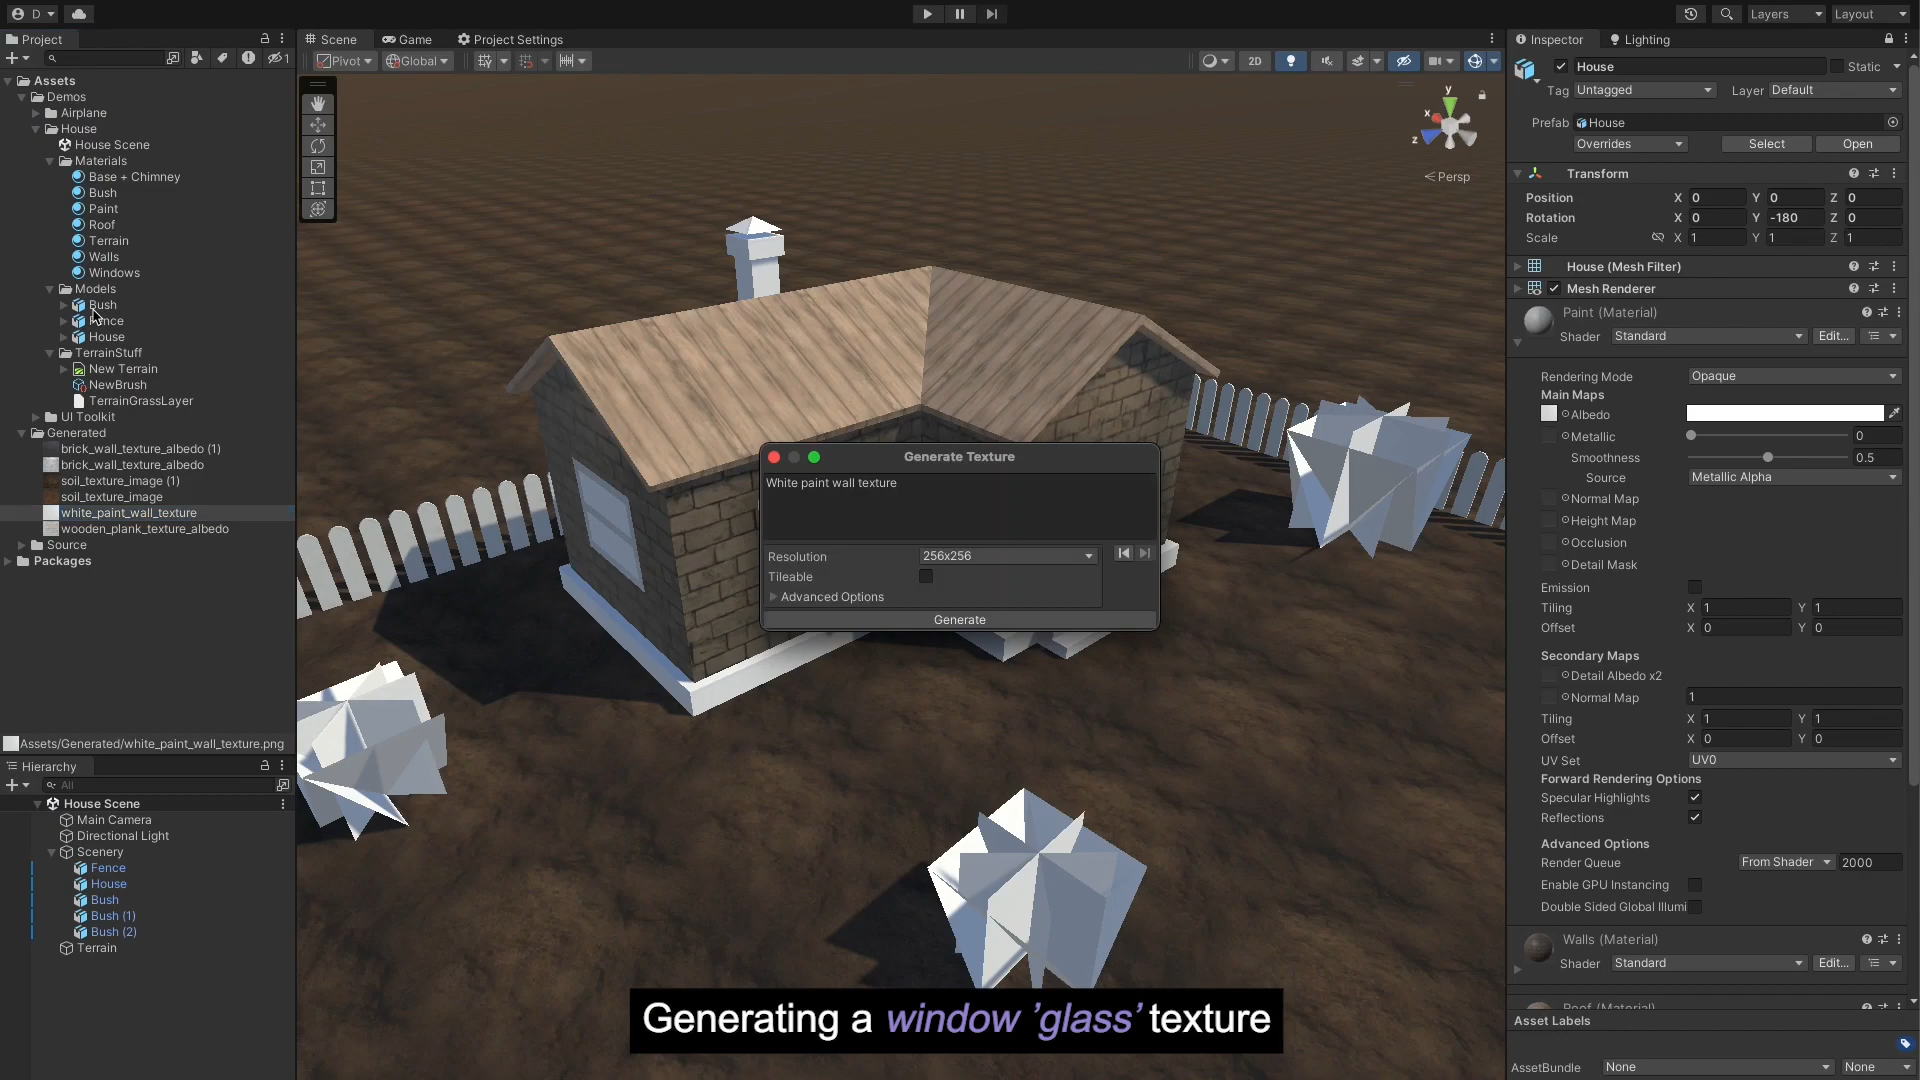 D
Layers
Layout
Project
Scene
Game
Project Settings
Inspector
Lighting
1
Pivot
Global
2D
Assets
Demos
Airplane
House
House Scene
Materials
Base + Chimney
Bush
Paint
Roof
Terrain
Walls
Windows
Models
Bush
House
TerrainStuff
New Terrain
NewBrush
TerrainGrassLayer
UI Toolkit
Generated
brick_wall_texture_albedo (1)
brick_wall_texture_albedo
soil_texture_image (1)
soil_texture_image
white_paint_wall_texture
wooden_plank_texture_albedo
Source
Packages
Assets/Generated/white_paint_wall_texture.png
Hierarchy
All
House Scene
Main Camera
Directional Light
Scenery
Fence
House
Bush
Bush (1)
Bush (2)
Terrain
y
x
z
Persp
Generate Texture
White paint wall texture
Resolution 256x256
Tileable
Advanced Options
Generate
Generating a window 'glass' texture
House
Static
Tag Untagged Layer Default
Prefab House
Overrides Select Open
Transform
Position X 0 Y 0 Z 0
Rotation X 0 Y -180 Z 0
Scale X 1 Y 1 Z 1
House (Mesh Filter)
Mesh Renderer
Paint (Material)
Shader Standard Edit...
Rendering Mode Opaque
Main Maps
Albedo
Metallic 0
Smoothness 0.5
Source Metallic Alpha
Normal Map
Height Map
Occlusion
Detail Mask
Emission
Tiling X 1 Y 1
Offset X 0 Y 0
Secondary Maps
Detail Albedo x2
Normal Map 1
Tiling X 1 Y 1
Offset X 0 Y 0
UV Set UV0
Forward Rendering Options
Specular Highlights
Reflections
Advanced Options
Render Queue From Shader 2000
Enable GPU Instancing
Double Sided Global Illumi
Walls (Material)
Shader Standard Edit...
Roof (Material)
Asset Labels
AssetBundle None None